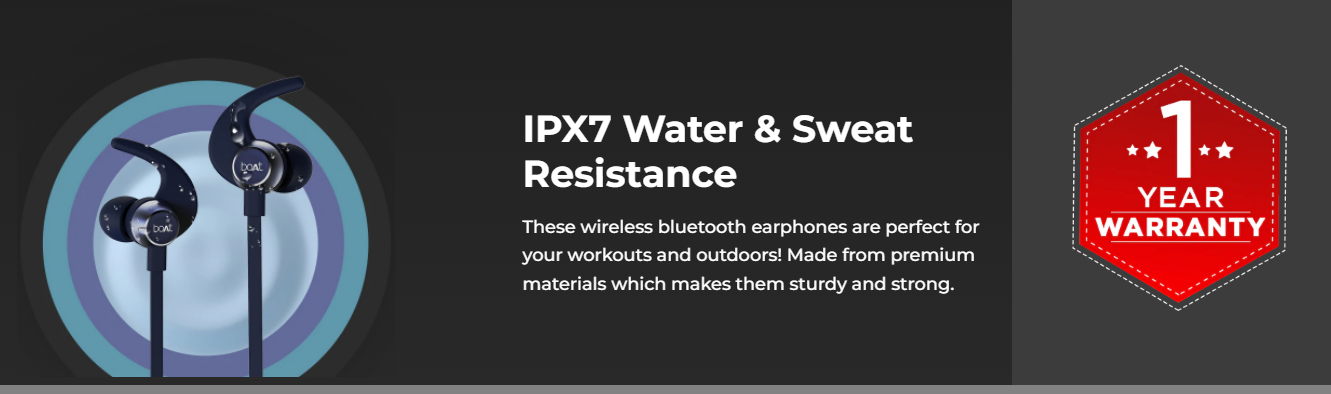 boAt
boAt
IPX7 Water & Sweat
Resistance
These wireless bluetooth earphones are perfect for
your workouts and outdoors! Made from premium
materials which makes them sturdy and strong.
1
YEAR
WARRANTY